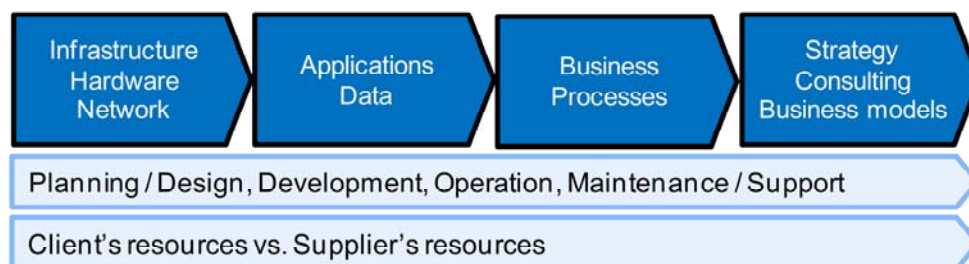 Infrastructure
Hardware
Network
Applications
Data
Business
Processes
Strategy
Consulting
Business models
Planning / Design, Development, Operation, Maintenance / Support
Client's resources vs. Supplier's resources